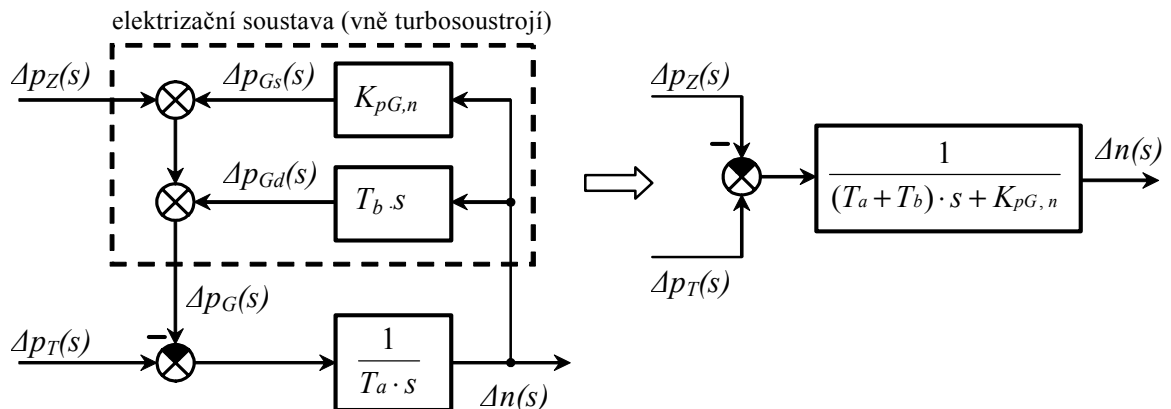 elektrizační soustava (vně turbosoustrojí)
Δp_Z(s)
Δp_Gs(s)
K_pG,n
Δp_Gd(s)
T_b .s
Δp_G(s)
−
Δp_T(s)
1
T_a · s
Δn(s)
Δp_Z(s)
−
1
(T_a + T_b) · s + K_pG, n
Δn(s)
Δp_T(s)